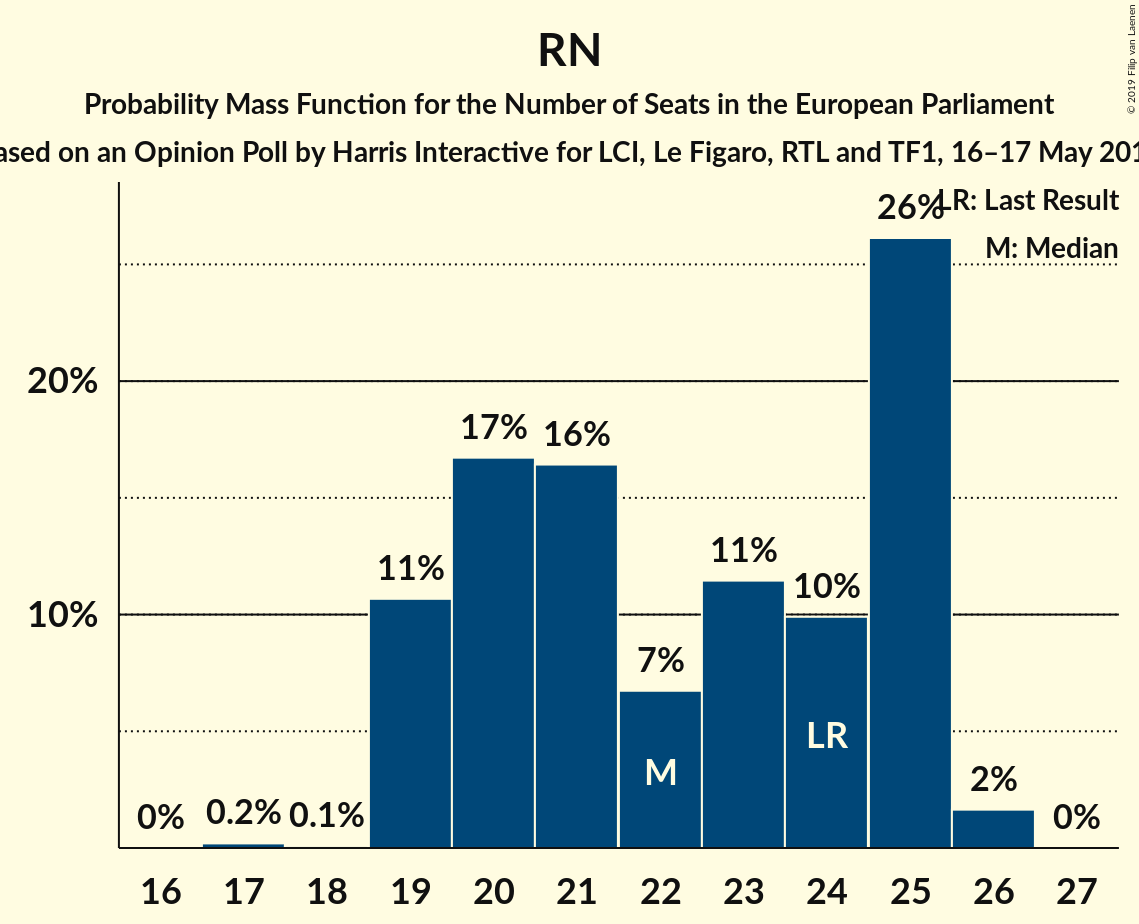 RN
Probability Mass Function for the Number of Seats in the European Parliament
ased on an Opinion Poll by Harris Interactive for LCI, Le Figaro, RTL and TF1, 16–17 May 201
© 2019 Filip van Laenen
LR: Last Result
M: Median
20%
10%
0%
0.2%
0.1%
11%
17%
16%
7%
11%
10%
26%
2%
0%
M
LR
16 17 18 19 20 21 22 23 24 25 26 27